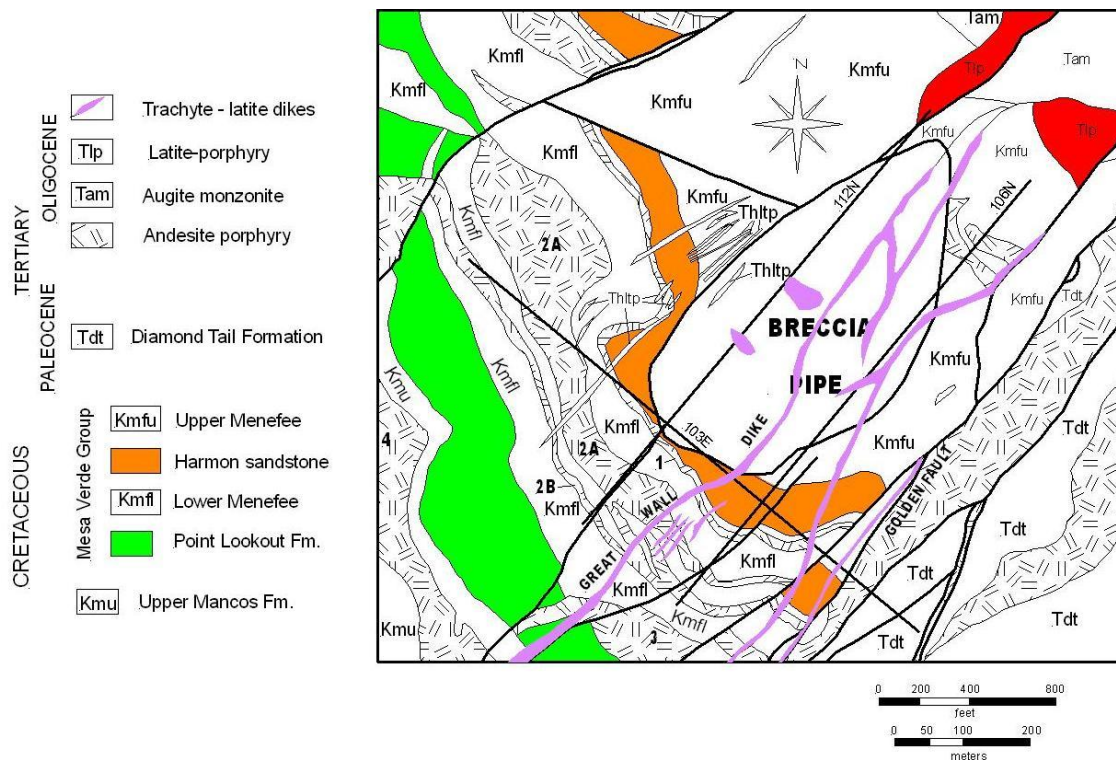 OLIGOCENE
TERTIARY
PALEOCENE
CRETACEOUS
Mesa Verde Group
Trachyte - latite dikes
Tlp Latite-porphyry
Tam Augite monzonite
Andesite porphyry
Tdt Diamond Tail Formation
Kmfu Upper Menefee
Harmon sandstone
Kmfl Lower Menefee
Point Lookout Fm.
Kmu Upper Mancos Fm.
Tam
Kmfl
Kmfu
Kmfl
Kmfu
Tlp
Tam
N
Kmfu
Tlp
Kmfl
Kmfu
Kmfl
Kmfu
112N
106N
2A
Thltp
Thltp
Kmfu
Tdt
Thltp
BRECCIA
PIPE
Kmfl
Kmu
Kmfu
DIKE
103E
Kmfl
Tdt
4
2A
1
Kmfu
2B
Kmfl
WALL
GOLDEN FAULT
Tdt
GREAT
Kmfl
Kmfl
Tdt
Kmfl
Tdt
Kmu
3
Tdt
Tdt
0 200 400 800
feet
0 50 100 200
meters